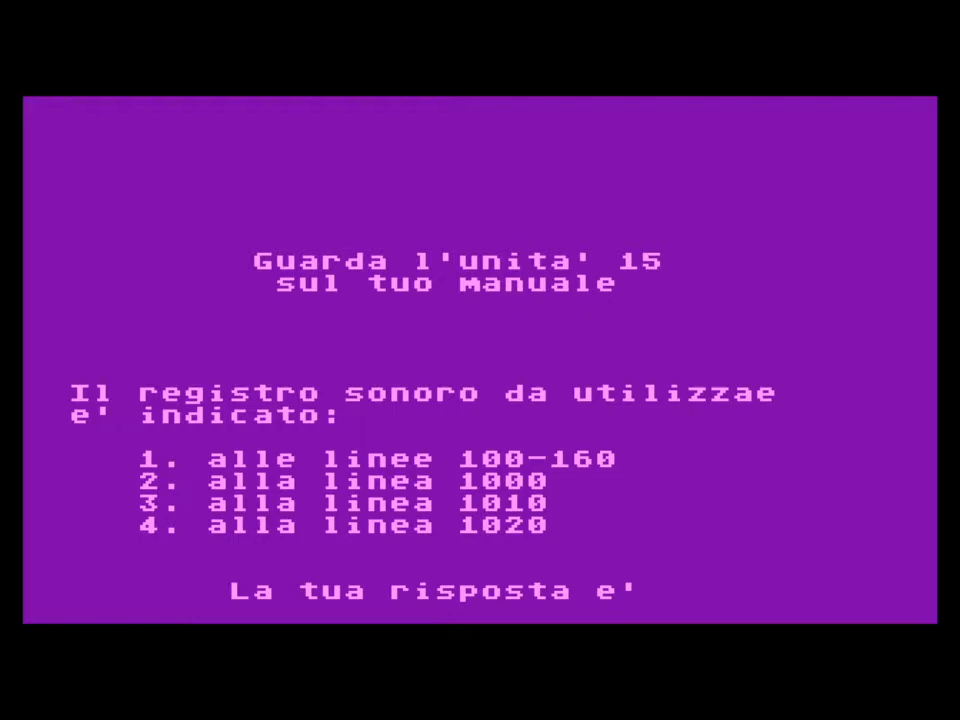 Guarda l'unita' 15
sul tuo manuale
Il registro sonoro da utilizzae
e' indicato:
1. alle linee 100-160
2. alla linea 1000
3. alla linea 1010
4. alla linea 1020
La tua risposta e'